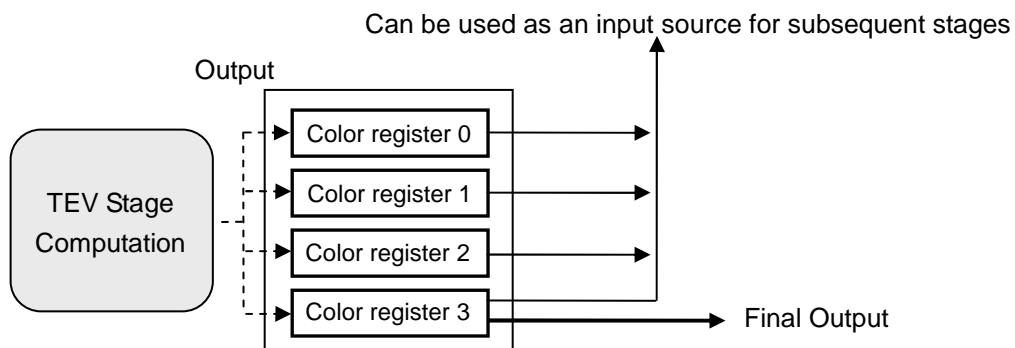 Can be used as an input source for subsequent stages
Output
Color register 0
Color register 1
Color register 2
Color register 3
TEV Stage
Computation
Final Output